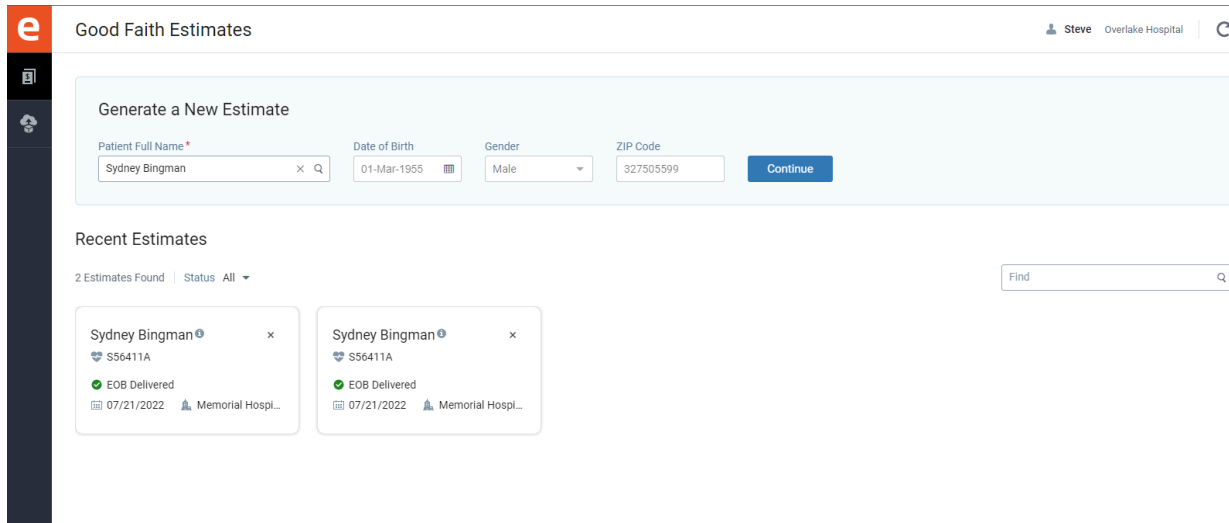 e
Good Faith Estimates
Steve Overlake Hospital
Generate a New Estimate
Patient Full Name* Date of Birth Gender ZIP Code
Sydney Bingman 01-Mar-1955 Male 327505599 Continue
Recent Estimates
2 Estimates Found Status All Find
Sydney Bingman Sydney Bingman
S56411A S56411A
EOB Delivered EOB Delivered
07/21/2022 Memorial Hospi... 07/21/2022 Memorial Hospi...